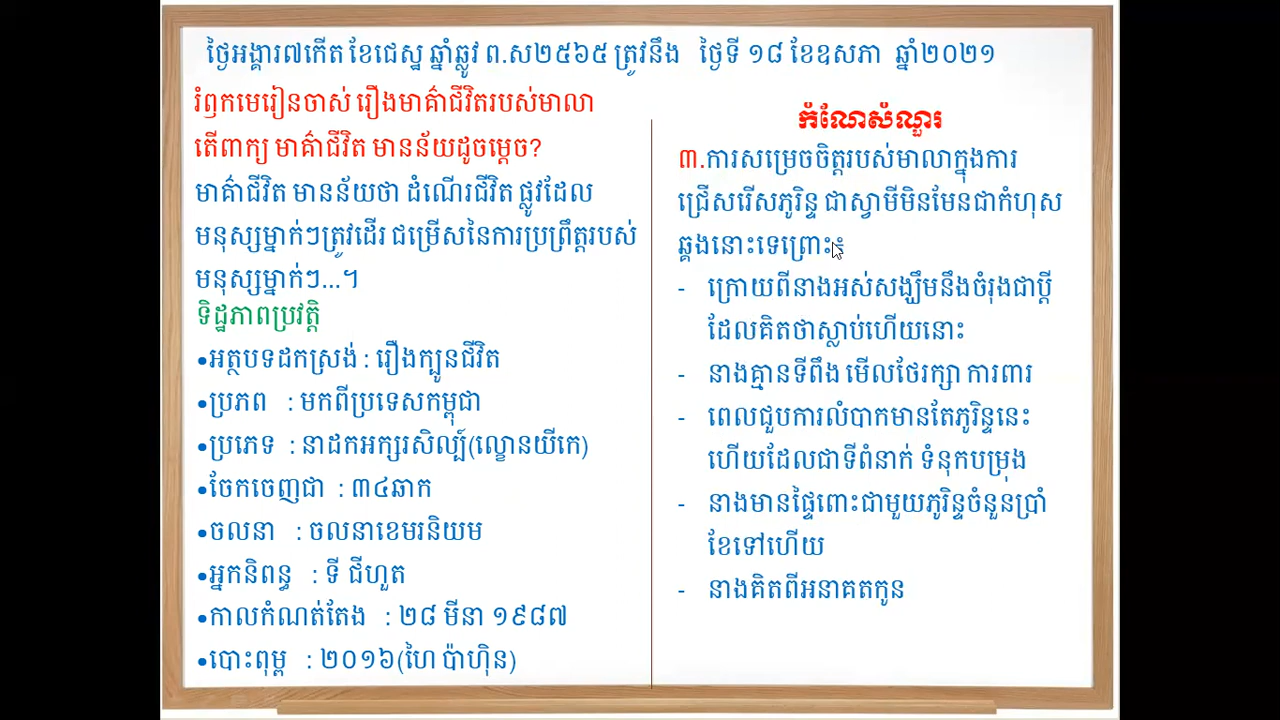 ថ្ងៃអង្គារ៧កើត ខែជេស្ឋ ឆ្នាំឆ្លូវ ព.ស២៥៦៥ ត្រូវនឹង ថ្ងៃទី ១៨ ខែឧសភា ឆ្នាំ២០២១
រំឭកមេរៀនចាស់ រឿងមាគ៌ាជីវិតរបស់មាលា
តើពាក្យ មាគ៌ាជីវិត មានន័យដូចម្ដេច?
មាគ៌ាជីវិត មានន័យថា ដំណើរជីវិត ផ្លូវដែល
មនុស្សម្នាក់ៗត្រូវដើរ ជម្រើសនៃការប្រព្រឹត្តរបស់
មនុស្សម្នាក់ៗ...។
ទិដ្ឋភាពប្រវត្តិ
•អត្ថបទដកស្រង់ : រឿងក្បូនជីវិត
•ប្រភព : មកពីប្រទេសកម្ពុជា
•ប្រភេទ : នាដកអក្សរសិល្ប៍(ល្ខោនយីកេ)
•ចែកចេញជា : ៣៤ឆាក
•ចលនា : ចលនាខេមរនិយម
•អ្នកនិពន្ធ : ទី ជីហួត
•កាលកំណត់តែង : ២៨ មីនា ១៩៨៧
•បោះពុម្ព : ២០១៦(ហៃ ប៉ាហ៊ិន)
កំណែសំណួរ
៣.ការសម្រេចចិត្តរបស់មាលាក្នុងការ
ជ្រើសរើសភូរិន្ទ ជាស្វាមីមិនមែនជាកំហុស
ឆ្គងនោះទេព្រោះ៖
- ក្រោយពីនាងអស់សង្ឃឹមនឹងចំរុងជាប្ដី
ដែលគិតថាស្លាប់ហើយនោះ
- នាងគ្មានទីពឹង មើលថែរក្សា ការពារ
- ពេលជួបការលំបាកមានតែភូរិន្ទនេះ
ហើយដែលជាទីពំនាក់ ទំនុកបម្រុង
- នាងមានផ្ទៃពោះជាមួយភូរិន្ទចំនួនប្រាំ
ខែទៅហើយ
- នាងគិតពីអនាគតកូន